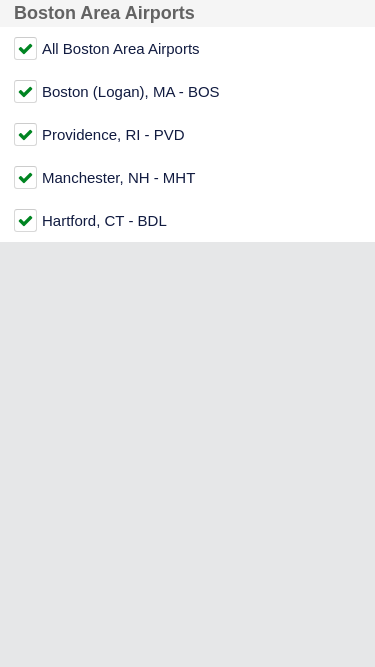 Boston Area Airports
All Boston Area Airports
Boston (Logan), MA - BOS
Providence, RI - PVD
Manchester, NH - MHT
Hartford, CT - BDL